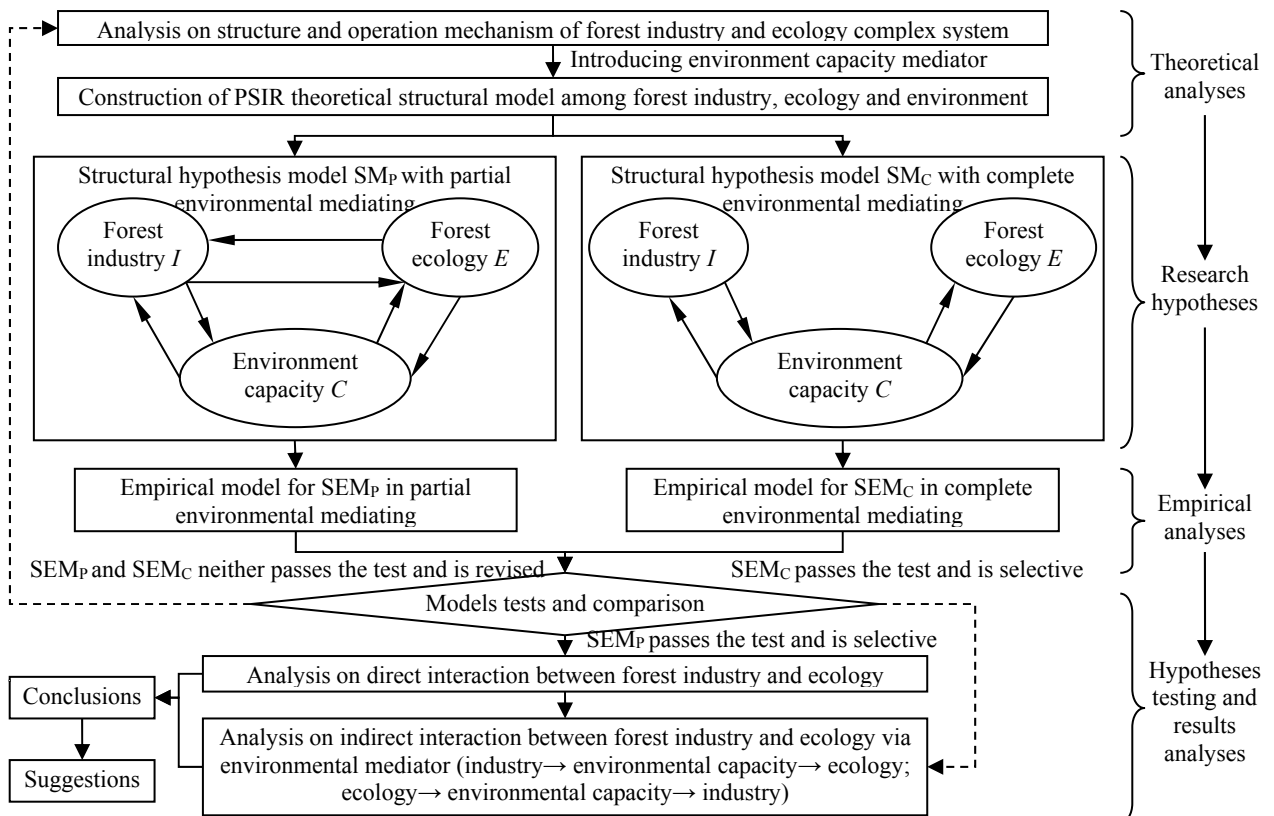 Analysis on structure and operation mechanism of forest industry and ecology complex system
Introducing environment capacity mediator
Construction of PSIR theoretical structural model among forest industry, ecology and environment
Theoretical
analyses
Structural hypothesis model SMP with partial
environmental mediating
Forest
industry I
Forest
ecology E
Environment
capacity C
Structural hypothesis model SMC with complete
environmental mediating
Forest
industry I
Forest
ecology E
Environment
capacity C
Research
hypotheses
Empirical model for SEMP in partial
environmental mediating
Empirical model for SEMC in complete
environmental mediating
Empirical
analyses
SEMP and SEMC neither passes the test and is revised
SEMC passes the test and is selective
Models tests and comparison
SEMP passes the test and is selective
Analysis on direct interaction between forest industry and ecology
Conclusions
Suggestions
Analysis on indirect interaction between forest industry and ecology via
environmental mediator (industry→ environmental capacity→ ecology;
ecology→ environmental capacity→ industry)
Hypotheses
testing and
results
analyses